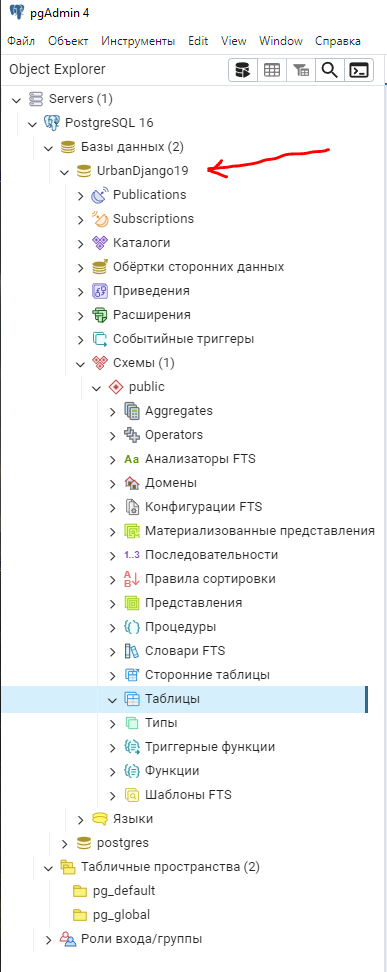 pgAdmin 4
Файл Объект Инструменты Edit View Window Справка
Object Explorer
Servers (1)
PostgreSQL 16
Базы данных (2)
UrbanDjango19
Publications
Subscriptions
Каталоги
Обёртки сторонних данных
Приведения
Расширения
Событийные триггеры
Схемы (1)
public
Aggregates
Operators
Aa Анализаторы FTS
Домены
Конфигурации FTS
Материализованные представления
1..3 Последовательности
Правила сортировки
Представления
Процедуры
Словари FTS
Сторонние таблицы
Таблицы
Типы
Триггерные функции
Функции
Шаблоны FTS
Языки
postgres
Табличные пространства (2)
pg_default
pg_global
Роли входа/группы